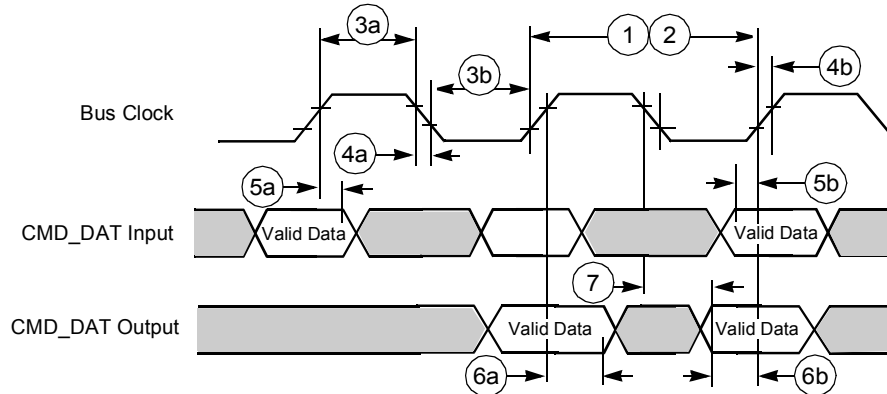 3a
1 2
3b
4b
Bus Clock
4a
5a
5b
CMD_DAT Input
Valid Data
Valid Data
7
CMD_DAT Output
Valid Data
Valid Data
6a
6b